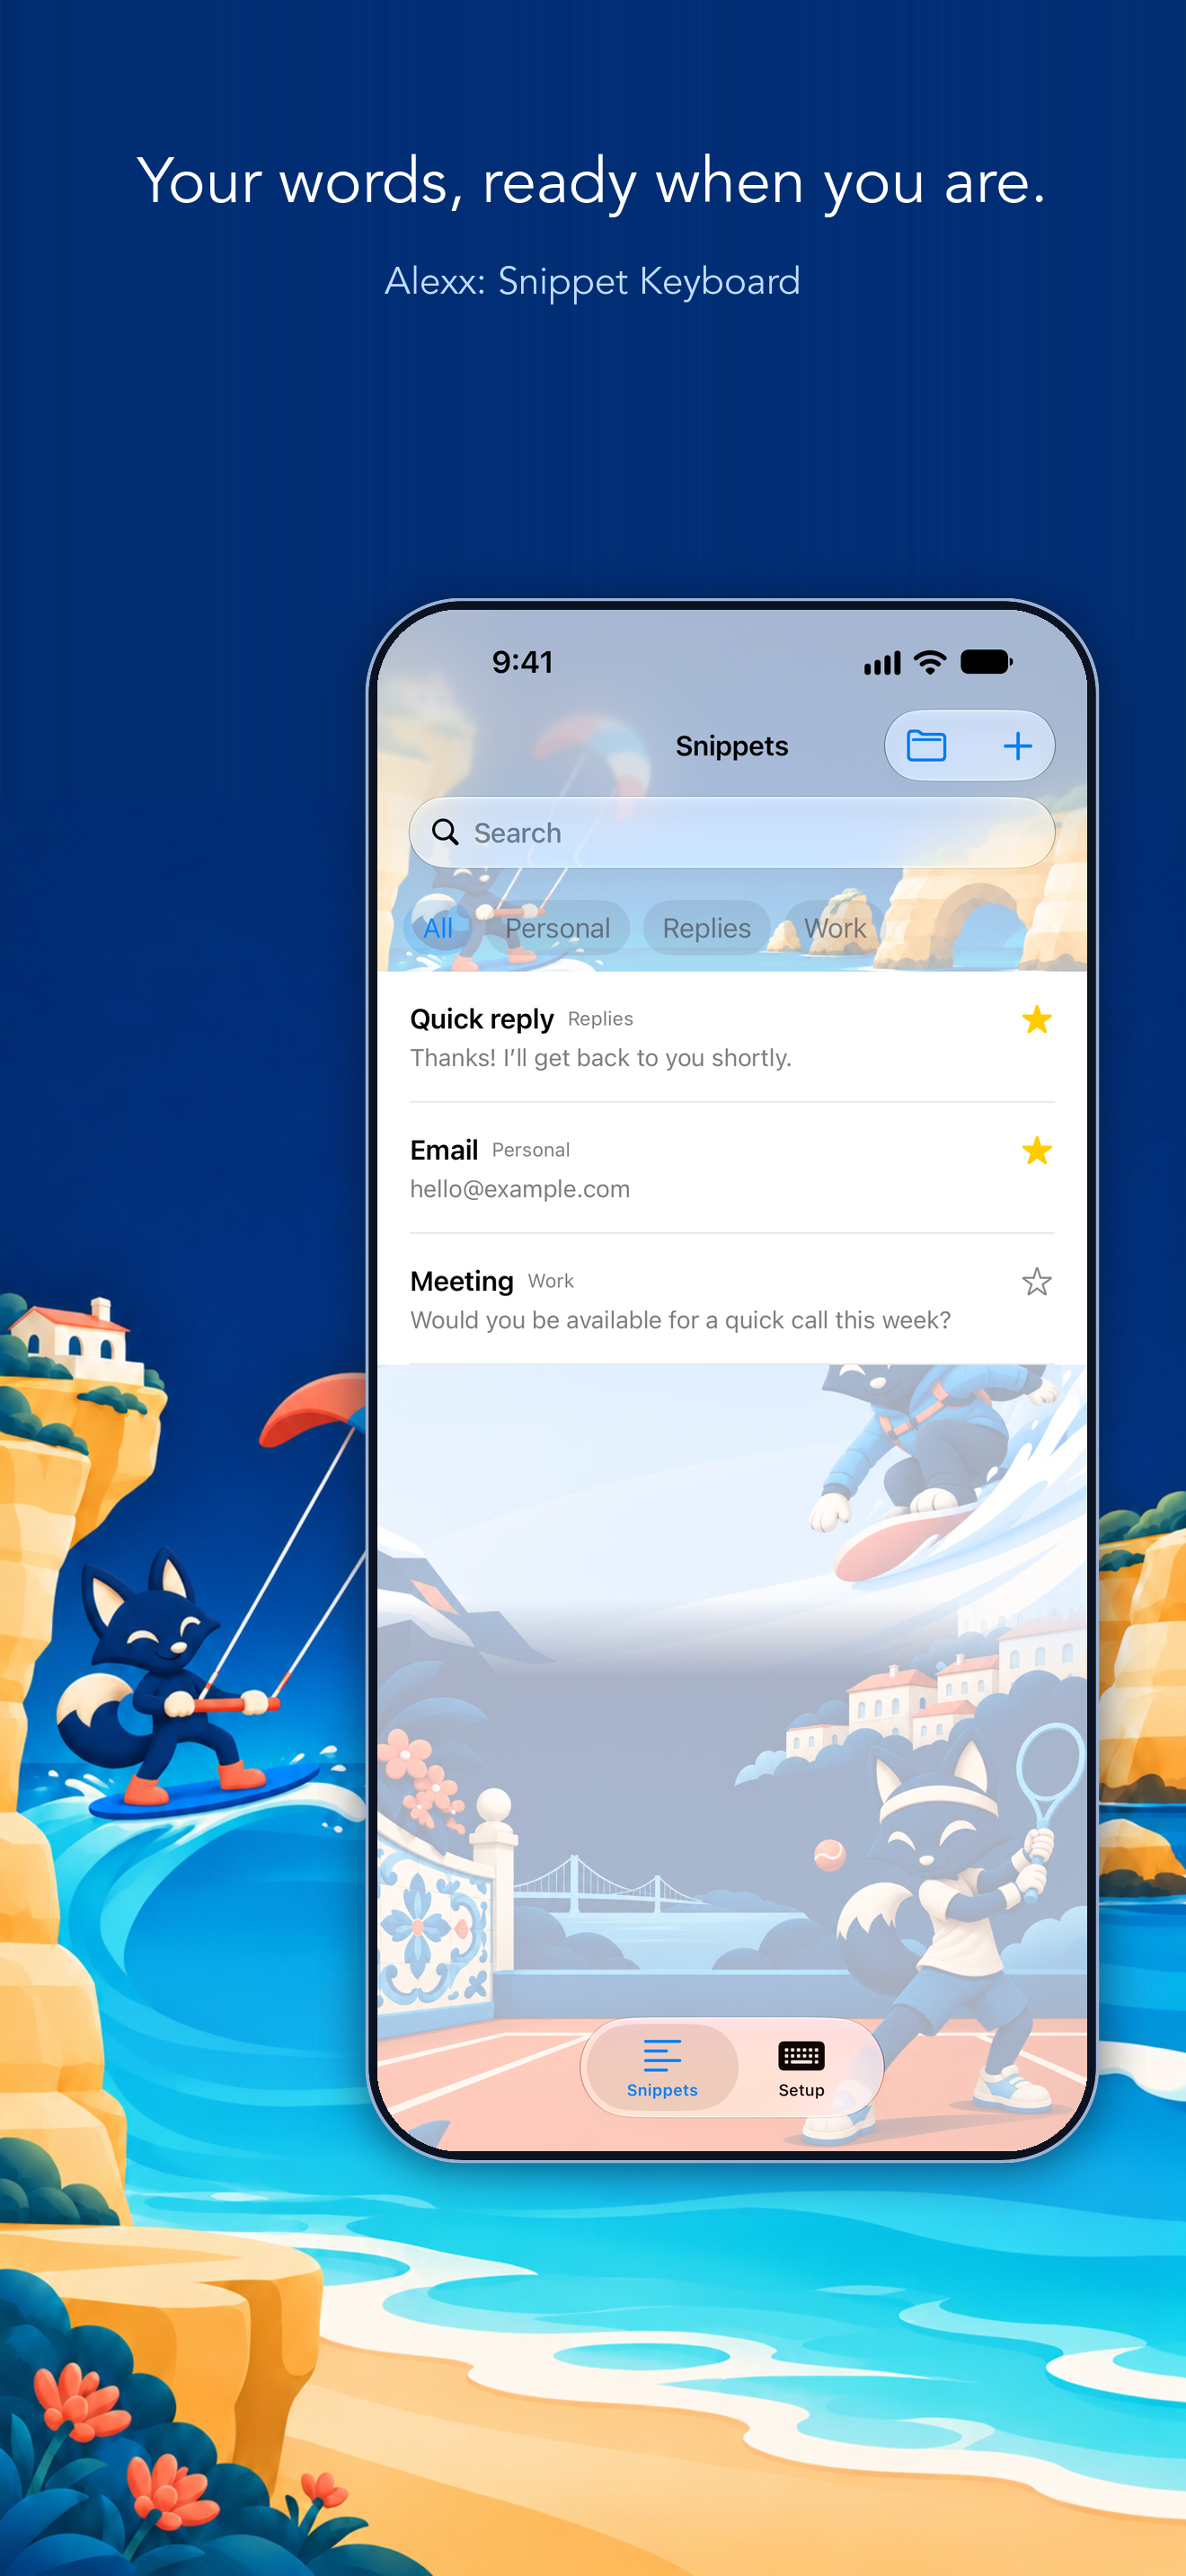 Your words, ready when you are.
Alexx: Snippet Keyboard
9:41
Snippets
Search
All Personal Replies Work
Quick reply Replies
Thanks! I’ll get back to you shortly.
Email Personal
hello@example.com
Meeting Work
Would you be available for a quick call this week?
Snippets Setup